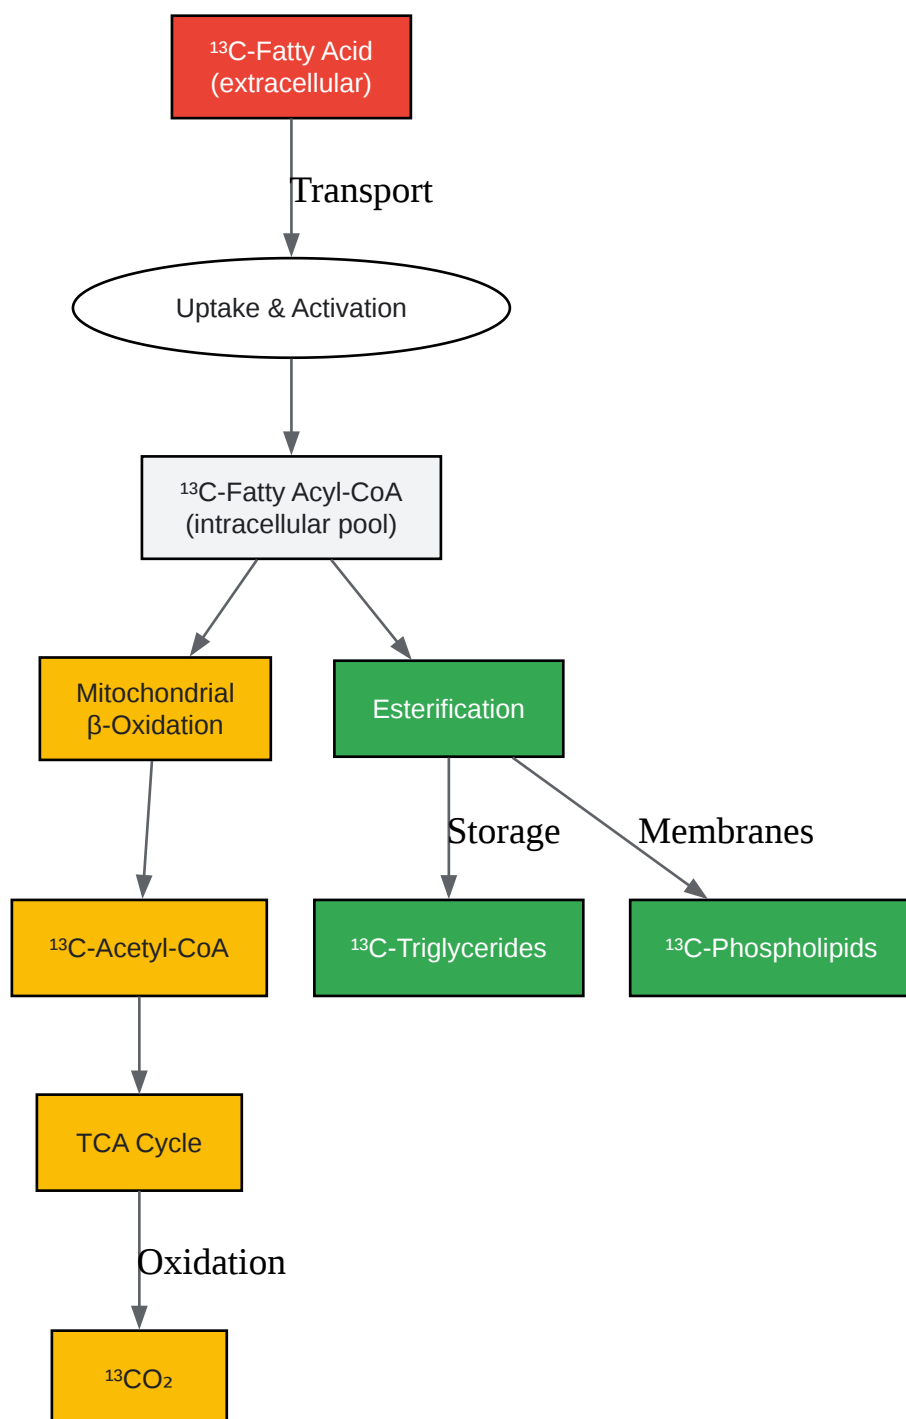 ¹³C-Fatty Acid
(extracellular)
Transport
Uptake & Activation
¹³C-Fatty Acyl-CoA
(intracellular pool)
Mitochondrial
β-Oxidation
Esterification
Storage
Membranes
¹³C-Acetyl-CoA
¹³C-Triglycerides
¹³C-Phospholipids
TCA Cycle
Oxidation
¹³CO₂